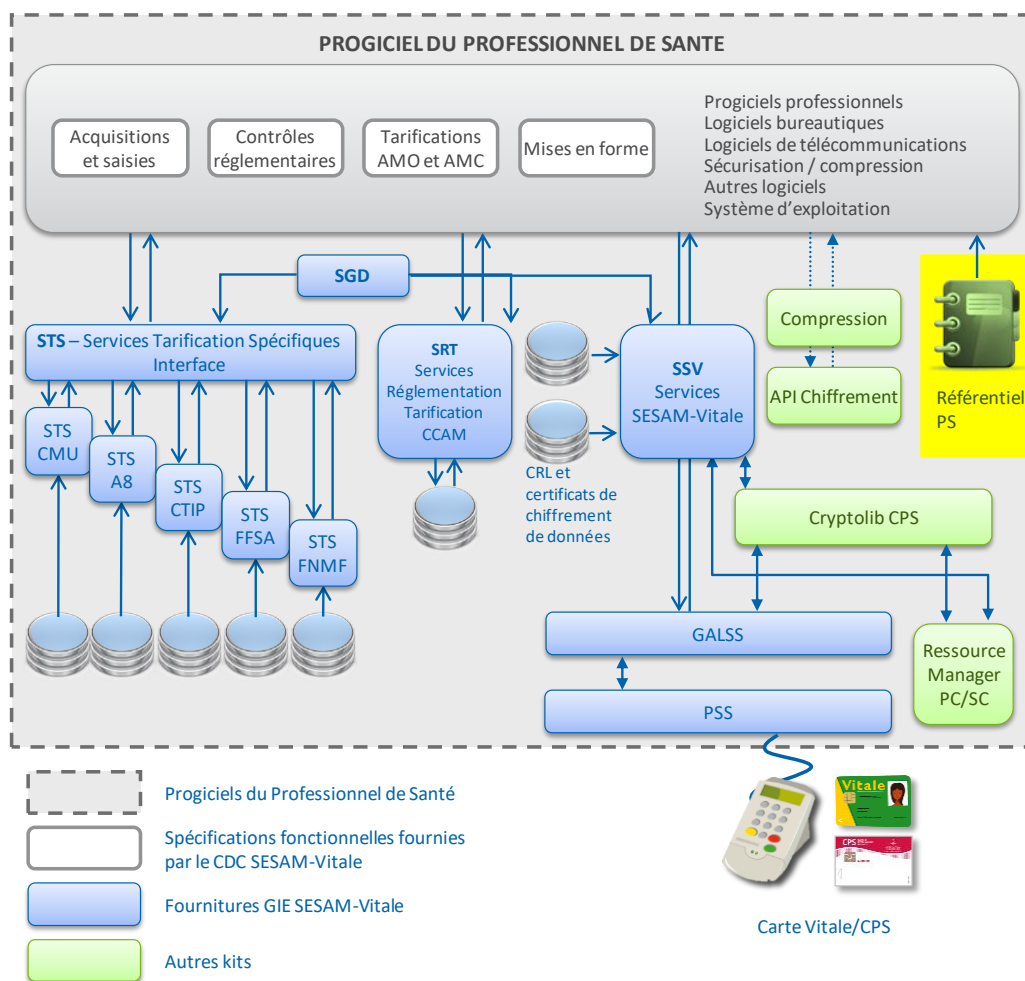 PROGICIEL DU PROFESSIONNEL DE SANTE
Acquisitions
et saisies
Contrôles
réglementaires
Tarifications
AMO et AMC
Mises en forme
Progiciels professionnels
Logiciels bureautiques
Logiciels de télécommunications
Sécurisation / compression
Autres logiciels
Système d'exploitation
SGD
STS – Services Tarification Spécifiques
Interface
SRT
Services
Réglementation
Tarification
CCAM
SSV
Services
SESAM-Vitale
Compression
API Chiffrement
Référentiel
PS
STS
CMU
STS
A8
STS
CTIP
STS
FFSA
STS
FNMF
CRL et
certificats de
chiffrement
de données
Cryptolib CPS
GALSS
Ressource
Manager
PC/SC
PSS
Progiciels du Professionnel de Santé
Spécifications fonctionnelles fournies
par le CDC SESAM-Vitale
Fournitures GIE SESAM-Vitale
Autres kits
Vitale
CPS
Carte Vitale/CPS